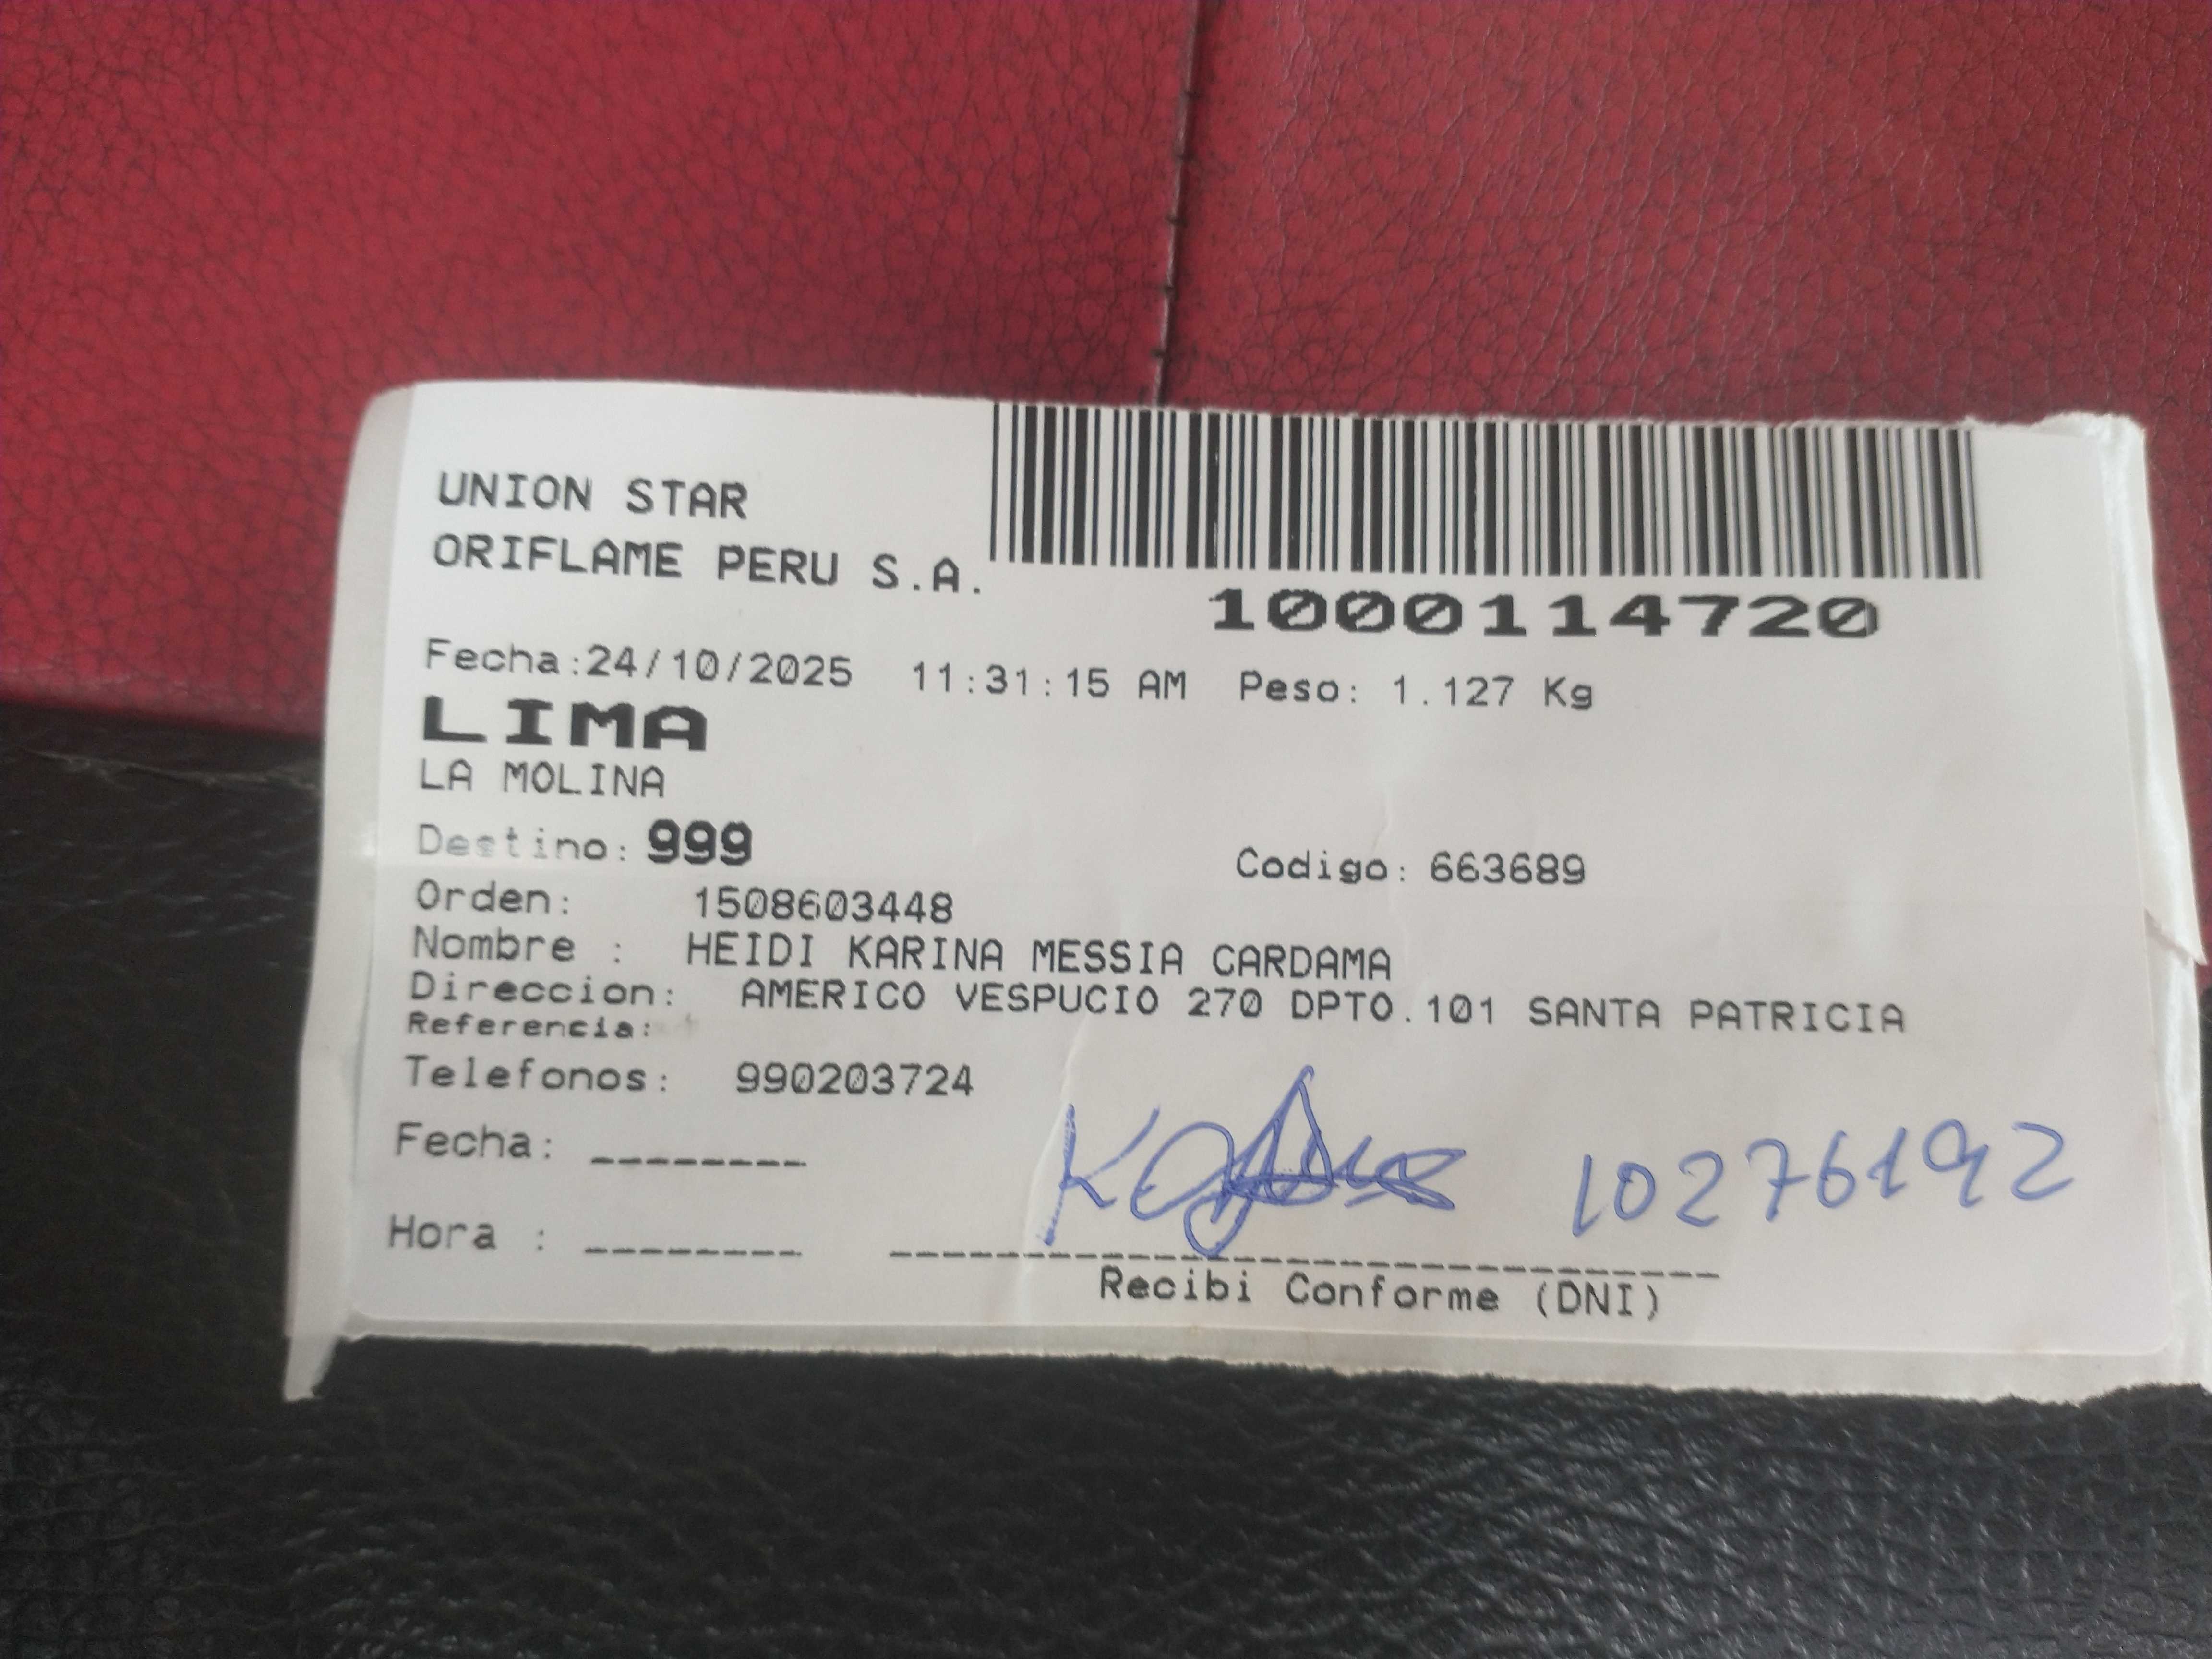 UNION STAR
ORIFLAME PERU S.A.
1000114720
Fecha:24/10/2025 11:31:15 AM Peso: 1.127 Kg
LIMA
LA MOLINA
Destino: 999 Codigo: 663689
Orden: 1508603448
Nombre : HEIDI KARINA MESSIA CARDAMA
Direccion: AMERICO VESPUCIO 270 DPTO.101 SANTA PATRICIA
Referencia:
Telefonos: 990203724
Fecha: ________
10276192
Hora : ________
Recibi Conforme (DNI)